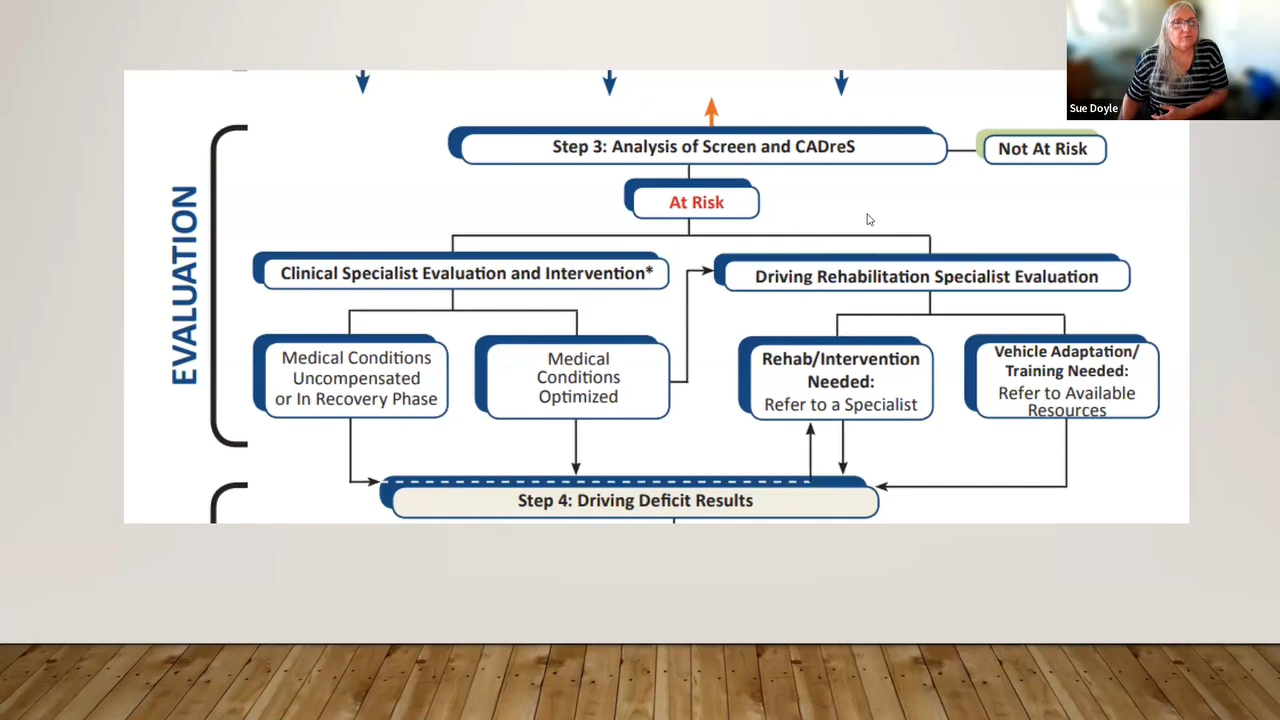 Sue Doyle
EVALUATION
Step 3: Analysis of Screen and CADreS
Not At Risk
At Risk
Clinical Specialist Evaluation and Intervention*
Driving Rehabilitation Specialist Evaluation
Medical Conditions
Uncompensated
or In Recovery Phase
Medical
Conditions
Optimized
Rehab/Intervention
Needed:
Refer to a Specialist
Vehicle Adaptation/
Training Needed:
Refer to Available
Resources
Step 4: Driving Deficit Results